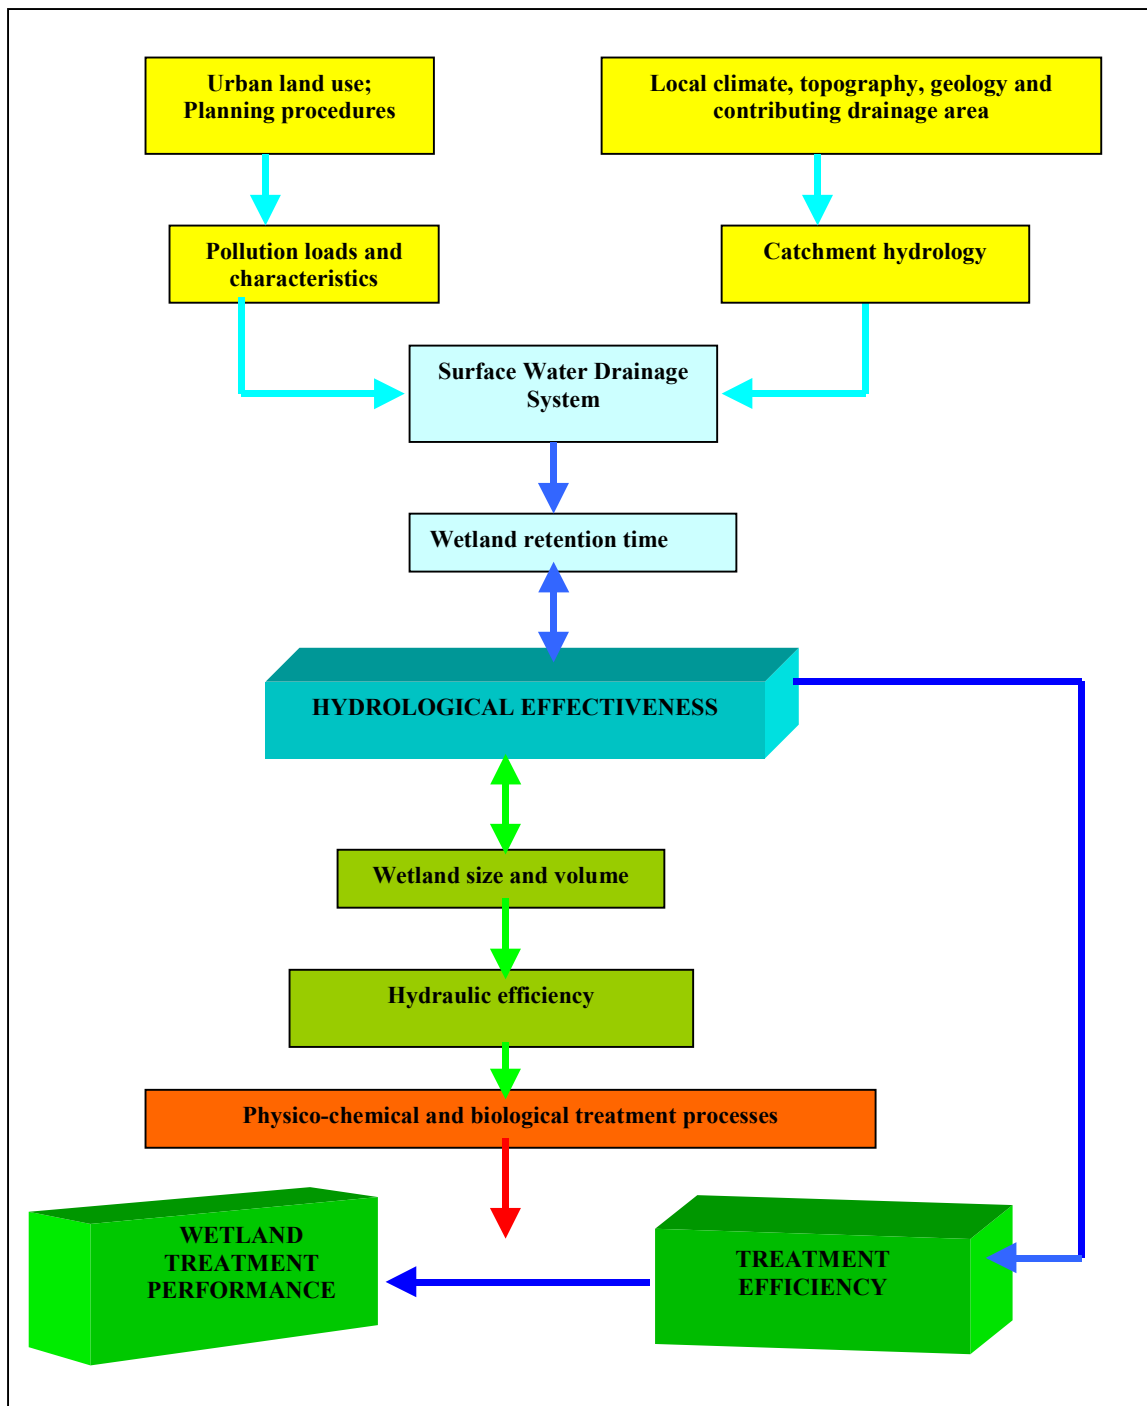 Urban land use;
Planning procedures
Local climate, topography, geology and
contributing drainage area
Pollution loads and
characteristics
Catchment hydrology
Surface Water Drainage
System
Wetland retention time
HYDROLOGICAL EFFECTIVENESS
Wetland size and volume
Hydraulic efficiency
Physico-chemical and biological treatment processes
WETLAND
TREATMENT
PERFORMANCE
TREATMENT
EFFICIENCY